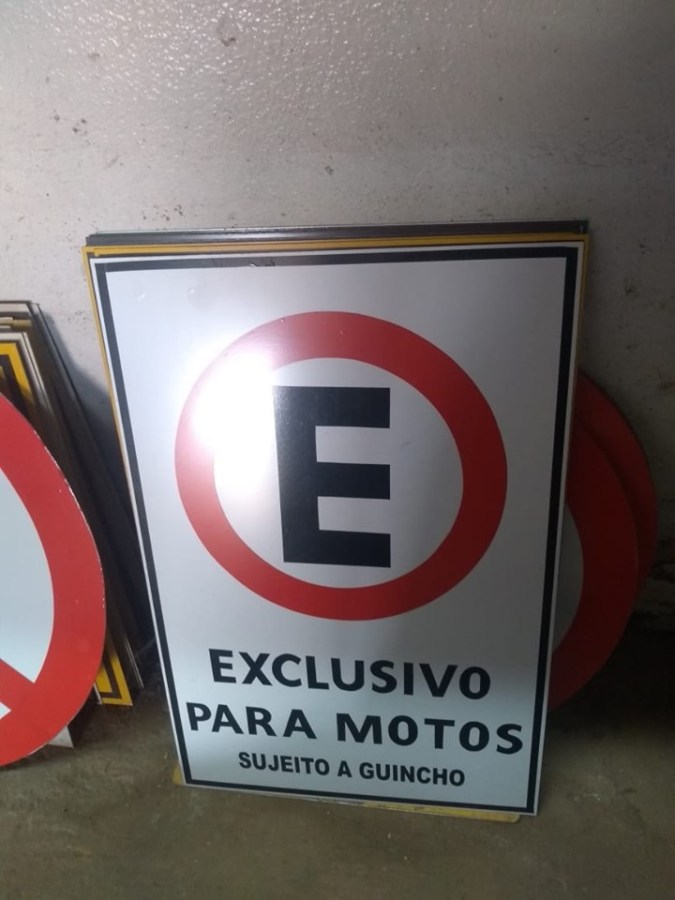 E
EXCLUSIVO
PARA MOTOS
SUJEITO A GUINCHO